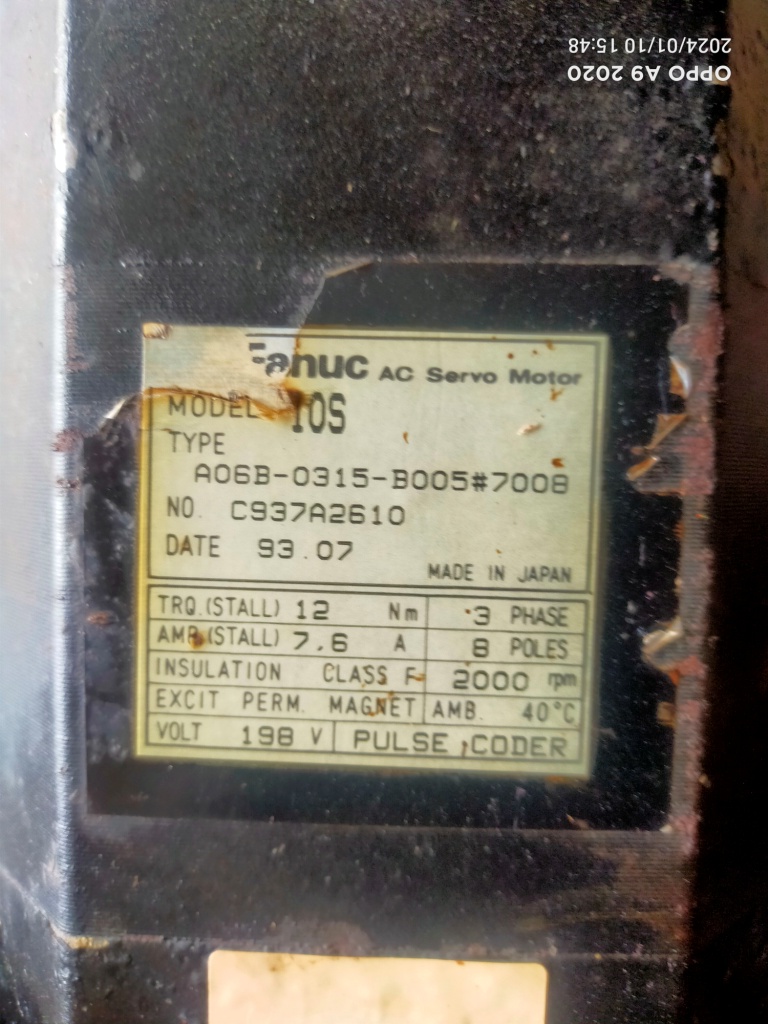 Fanuc AC Servo Motor
MODEL 10S
TYPE
A06B-0315-B005#7008
NO. C937A2610
DATE 93.07
MADE IN JAPAN
TRQ.(STALL) 12 Nm 3 PHASE
AMP.(STALL) 7.6 A 8 POLES
INSULATION CLASS F 2000 rpm
EXCIT PERM. MAGNET AMB. 40°C
VOLT 198 V PULSE CODER
OPPO A9 2020
2024/01/10 15:48